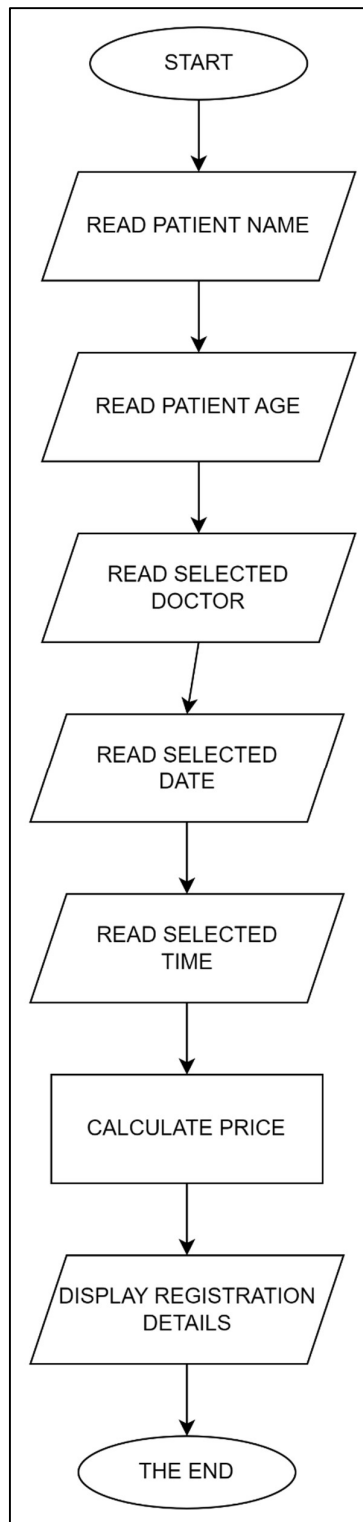 START
READ PATIENT NAME
READ PATIENT AGE
READ SELECTED
DOCTOR
READ SELECTED
DATE
READ SELECTED
TIME
CALCULATE PRICE
DISPLAY REGISTRATION
DETAILS
THE END